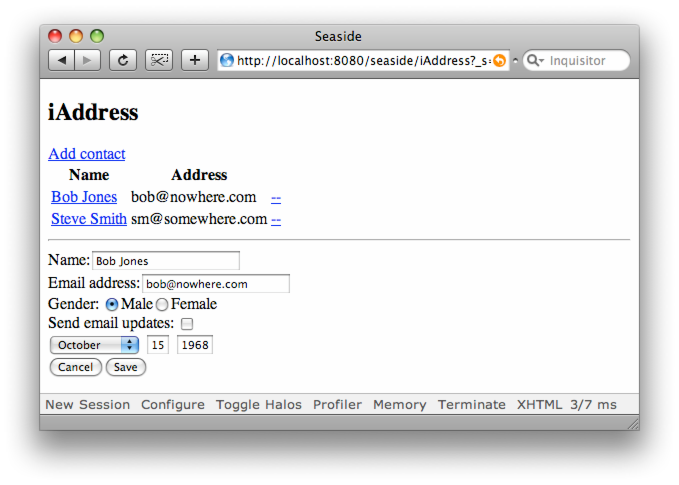 Seaside
http://localhost:8080/seaside/iAddress?_s
Inquisitor
iAddress
Add contact
Name Address
Bob Jones bob@nowhere.com --
Steve Smith sm@somewhere.com --
Name: Bob Jones
Email address: bob@nowhere.com
Gender: Male Female
Send email updates:
October 15 1968
Cancel Save
New Session Configure Toggle Halos Profiler Memory Terminate XHTML 3/7 ms